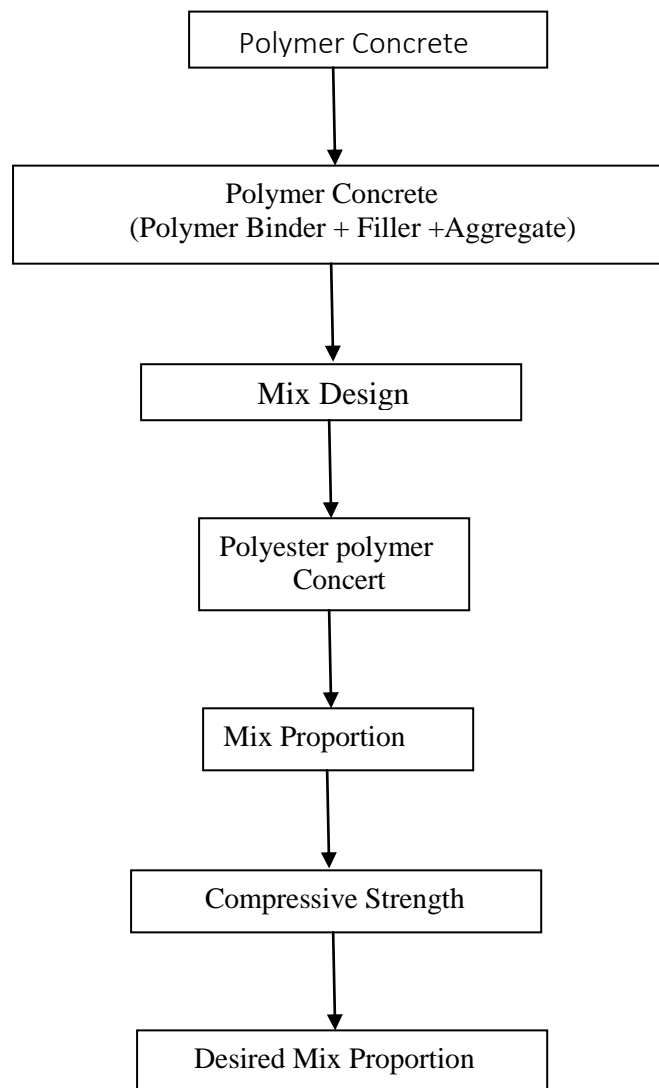 Polymer Concrete
Polymer Concrete
(Polymer Binder + Filler +Aggregate)
Mix Design
Polyester polymer
Concert
Mix Proportion
Compressive Strength
Desired Mix Proportion